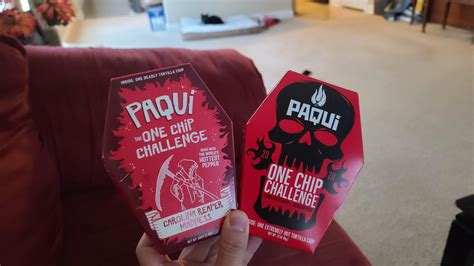 INSIDE: ONE DEADLY TORTILLA CHIP
PAQUI
THE ONE CHIP
CHALLENGE
MADE WITH
THE WORLD'S
HOTTEST
PEPPER
CAROLINA REAPER
MADNESS
PAQUI
ONE CHIP
CHALLENGE
INSIDE: ONE EXTREMELY HOT TORTILLA CHIP